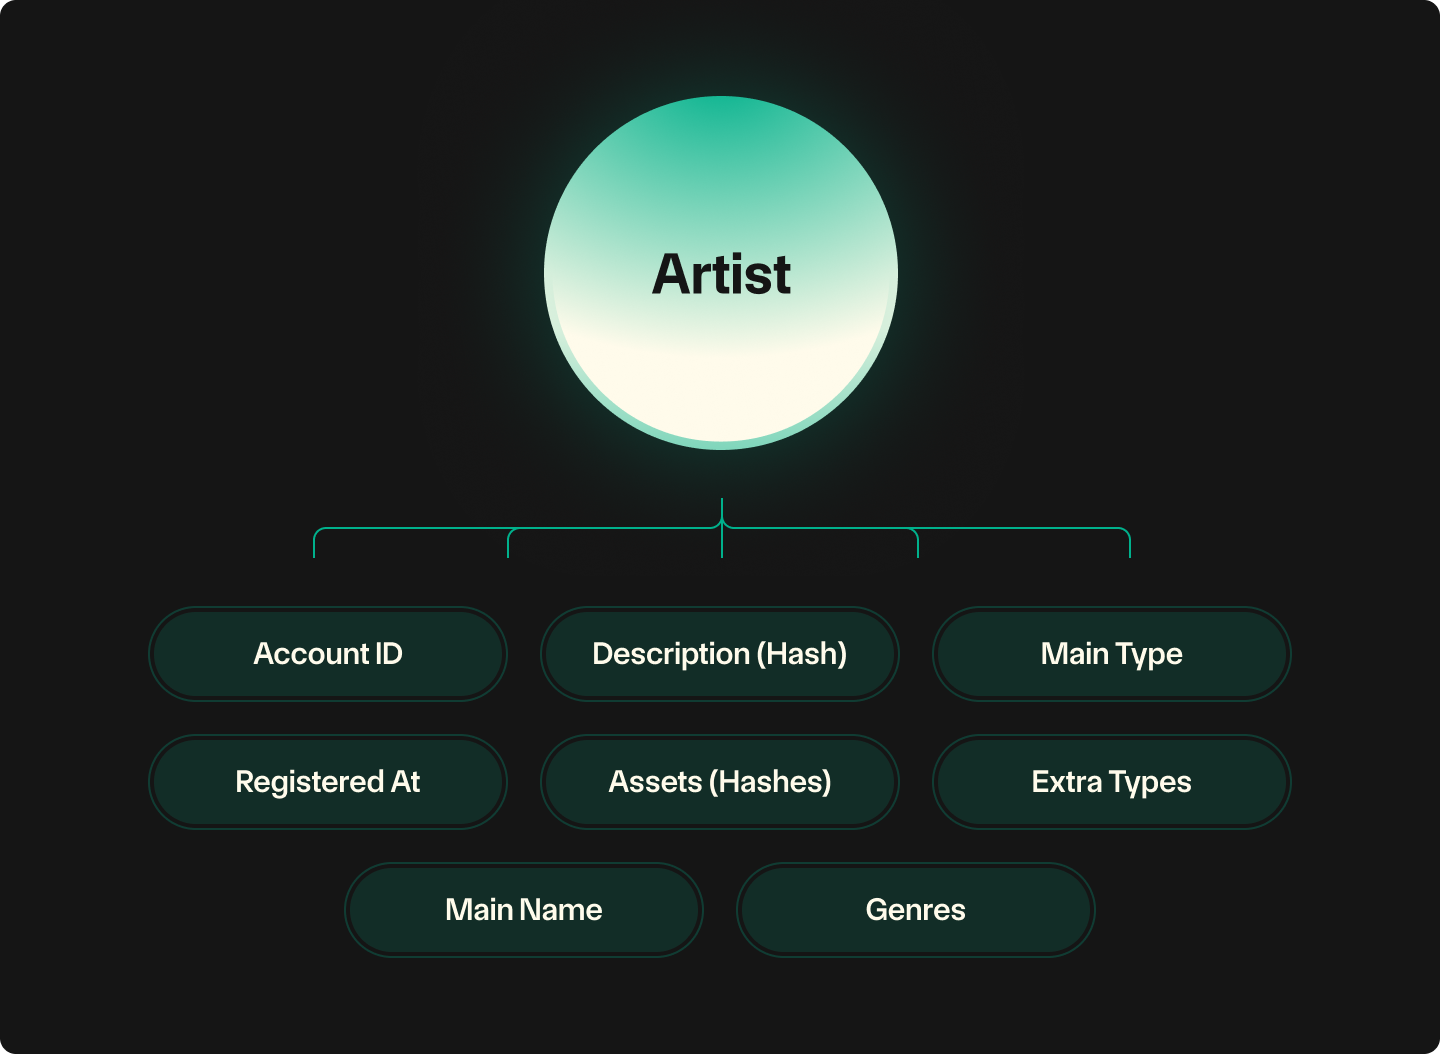 Artist
Account ID
Description (Hash)
Main Type
Registered At
Assets (Hashes)
Extra Types
Main Name
Genres